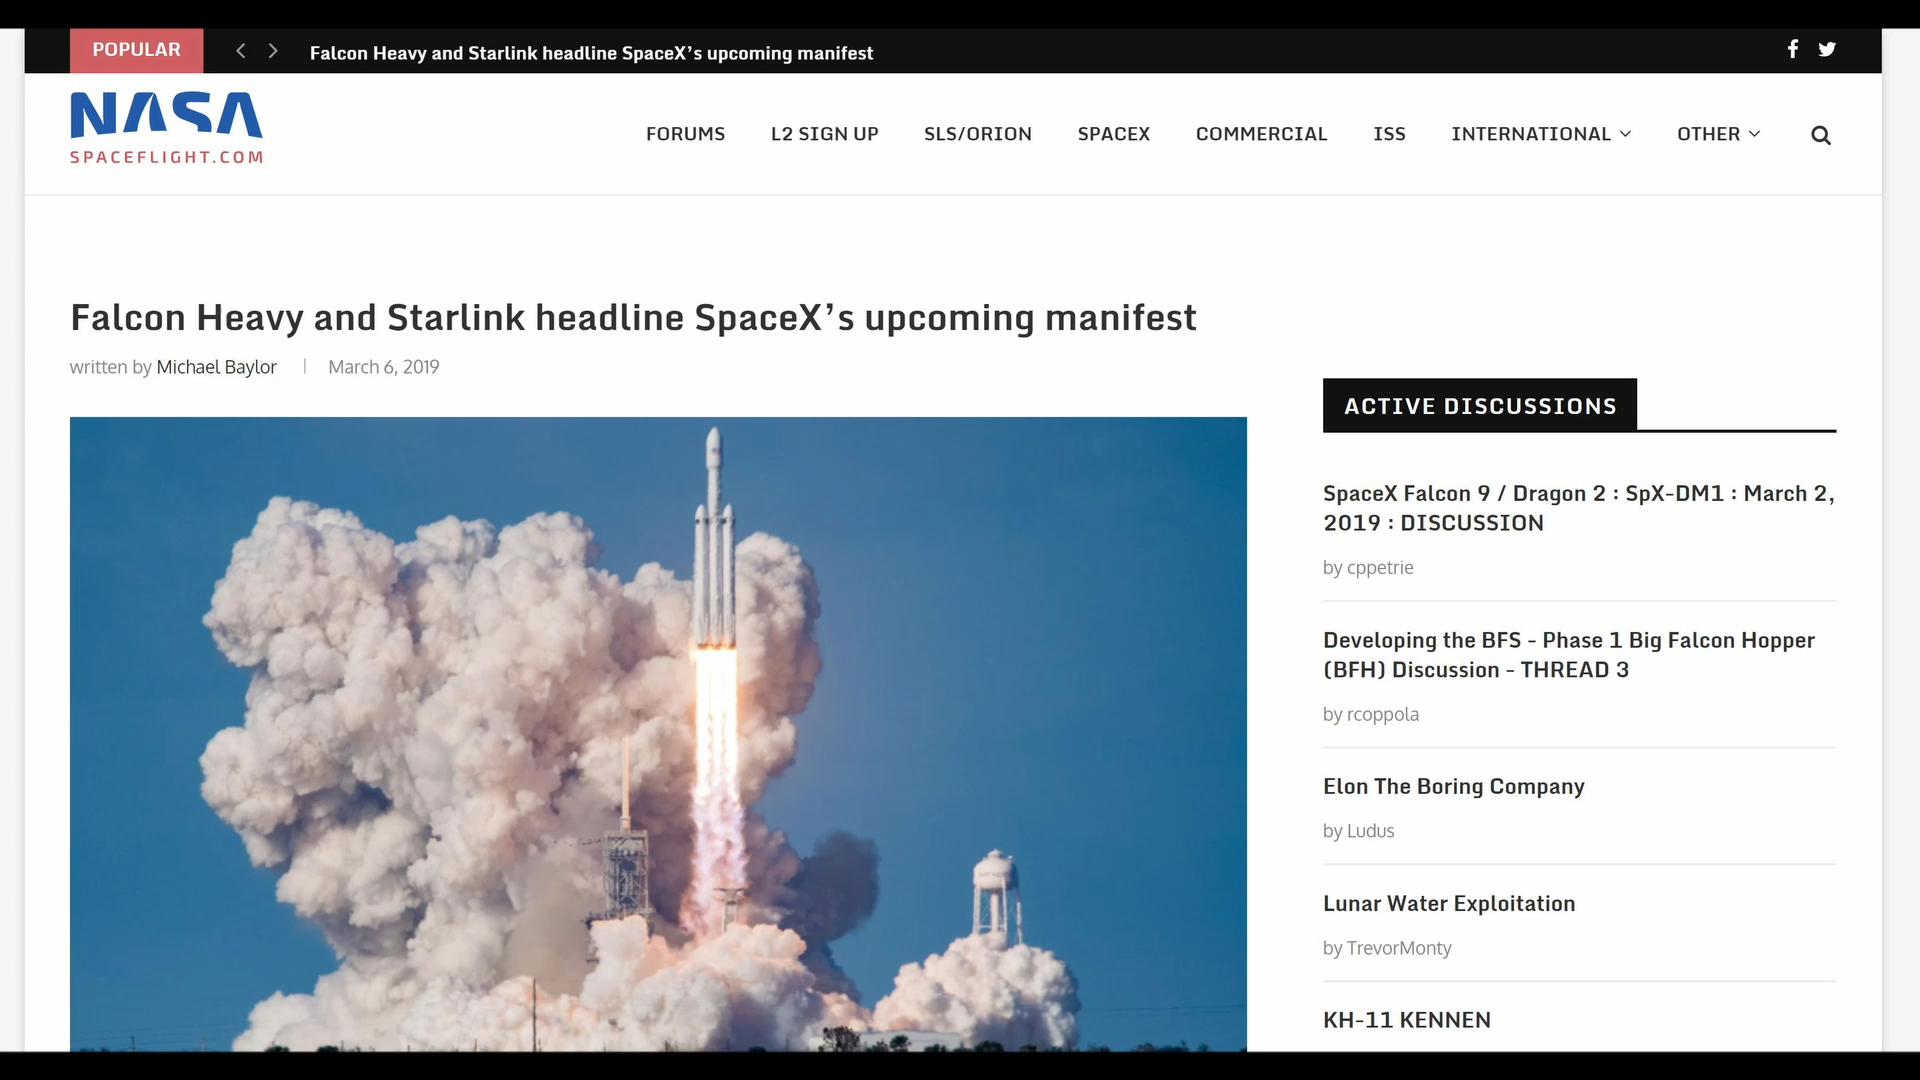 POPULAR
Falcon Heavy and Starlink headline SpaceX’s upcoming manifest
NASA
SPACEFLIGHT.COM
FORUMS
L2 SIGN UP
SLS/ORION
SPACEX
COMMERCIAL
ISS
INTERNATIONAL
OTHER
Falcon Heavy and Starlink headline SpaceX’s upcoming manifest
written by Michael Baylor | March 6, 2019
ACTIVE DISCUSSIONS
SpaceX Falcon 9 / Dragon 2 : SpX-DM1 : March 2,
2019 : DISCUSSION
by cppetrie
Developing the BFS - Phase 1 Big Falcon Hopper
(BFH) Discussion - THREAD 3
by rcoppola
Elon The Boring Company
by Ludus
Lunar Water Exploitation
by TrevorMonty
KH-11 KENNEN